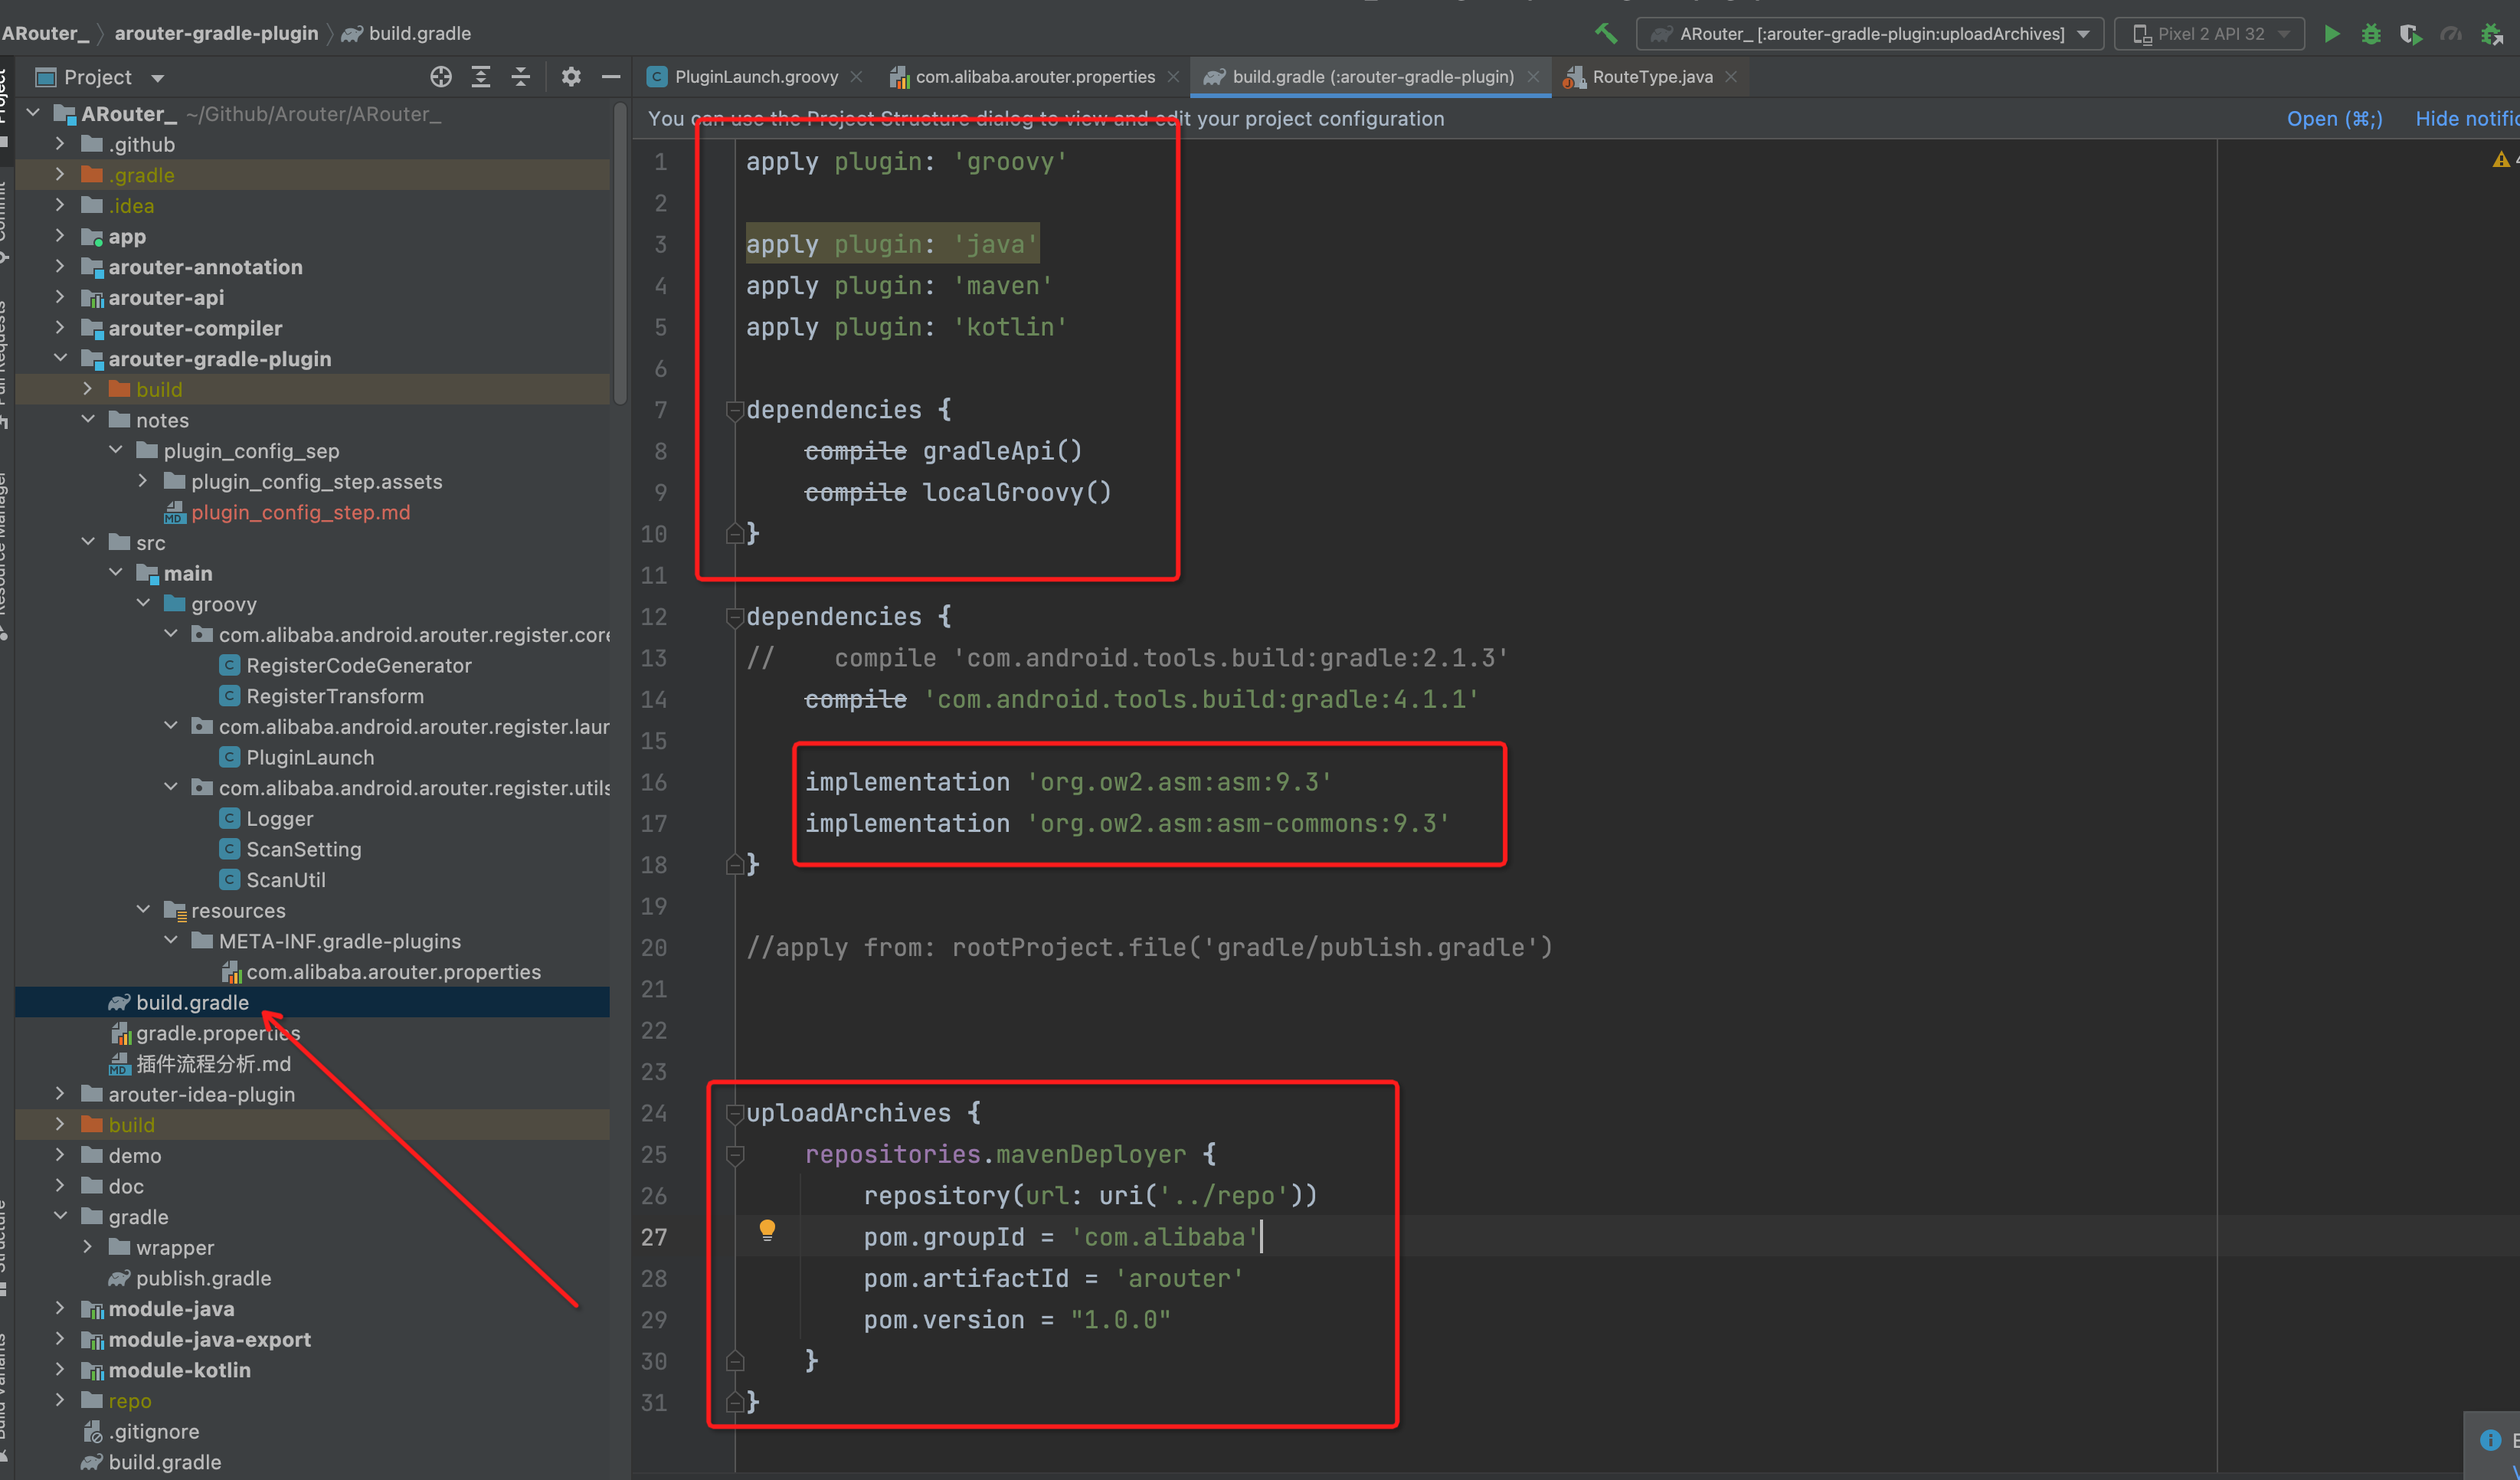 ARouter_ arouter-gradle-plugin build.gradle
ARouter_ [:arouter-gradle-plugin:uploadArchives] Pixel 2 API 32
Project
PluginLaunch.groovy com.alibaba.arouter.properties build.gradle (:arouter-gradle-plugin) RouteType.java
You can use the Project Structure dialog to view and edit your project configuration
Open (⌘;) Hide notific
ARouter_ ~/Github/Arouter/ARouter_
.github
.gradle
.idea
app
arouter-annotation
arouter-api
arouter-compiler
arouter-gradle-plugin
build
notes
plugin_config_sep
plugin_config_step.assets
plugin_config_step.md
src
main
groovy
com.alibaba.android.arouter.register.core
RegisterCodeGenerator
RegisterTransform
com.alibaba.android.arouter.register.laun
PluginLaunch
com.alibaba.android.arouter.register.utils
Logger
ScanSetting
ScanUtil
resources
META-INF.gradle-plugins
com.alibaba.arouter.properties
build.gradle
gradle.properties
插件流程分析.md
arouter-idea-plugin
build
demo
doc
gradle
wrapper
publish.gradle
module-java
module-java-export
module-kotlin
repo
.gitignore
build.gradle
1 apply plugin: 'groovy'
2
3 apply plugin: 'java'
4 apply plugin: 'maven'
5 apply plugin: 'kotlin'
6
7 dependencies {
8 compile gradleApi()
9 compile localGroovy()
10 }
11
12 dependencies {
13 // compile 'com.android.tools.build:gradle:2.1.3'
14 compile 'com.android.tools.build:gradle:4.1.1'
15
16 implementation 'org.ow2.asm:asm:9.3'
17 implementation 'org.ow2.asm:asm-commons:9.3'
18 }
19
20 //apply from: rootProject.file('gradle/publish.gradle')
21
22
23
24 uploadArchives {
25 repositories.mavenDeployer {
26 repository(url: uri('../repo'))
27 pom.groupId = 'com.alibaba'
28 pom.artifactId = 'arouter'
29 pom.version = "1.0.0"
30 }
31 }
Project
Commit
Pull Requests
Resource Manager
Structure
Build Variants